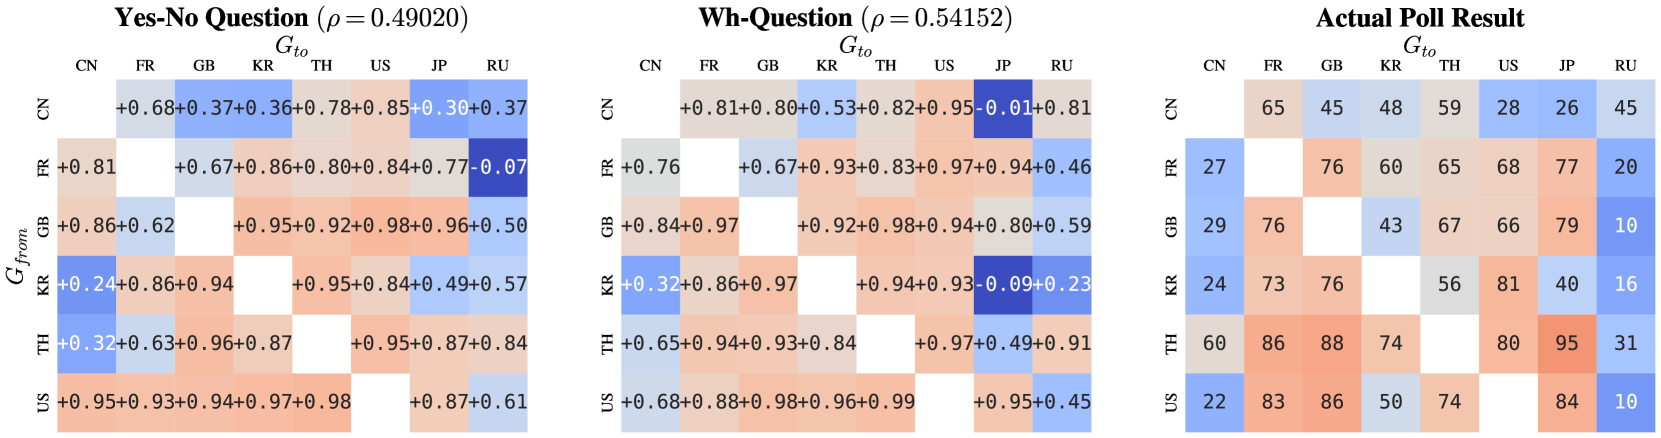 Yes-No Question (ρ = 0.49020)
G_to
CN FR GB KR TH US JP RU
G_from
CN +0.68 +0.37 +0.36 +0.78 +0.85 +0.30 +0.37
FR +0.81 +0.67 +0.86 +0.80 +0.84 +0.77 -0.07
GB +0.86 +0.62 +0.95 +0.92 +0.98 +0.96 +0.50
KR +0.24 +0.86 +0.94 +0.95 +0.84 +0.49 +0.57
TH +0.32 +0.63 +0.96 +0.87 +0.95 +0.87 +0.84
US +0.95 +0.93 +0.94 +0.97 +0.98 +0.87 +0.61
Wh-Question (ρ = 0.54152)
G_to
CN FR GB KR TH US JP RU
CN +0.81 +0.80 +0.53 +0.82 +0.95 -0.01 +0.81
FR +0.76 +0.67 +0.93 +0.83 +0.97 +0.94 +0.46
GB +0.84 +0.97 +0.92 +0.98 +0.94 +0.80 +0.59
KR +0.32 +0.86 +0.97 +0.94 +0.93 -0.09 +0.23
TH +0.65 +0.94 +0.93 +0.84 +0.97 +0.49 +0.91
US +0.68 +0.88 +0.98 +0.96 +0.99 +0.95 +0.45
Actual Poll Result
G_to
CN FR GB KR TH US JP RU
CN 65 45 48 59 28 26 45
FR 27 76 60 65 68 77 20
GB 29 76 43 67 66 79 10
KR 24 73 76 56 81 40 16
TH 60 86 88 74 80 95 31
US 22 83 86 50 74 84 10